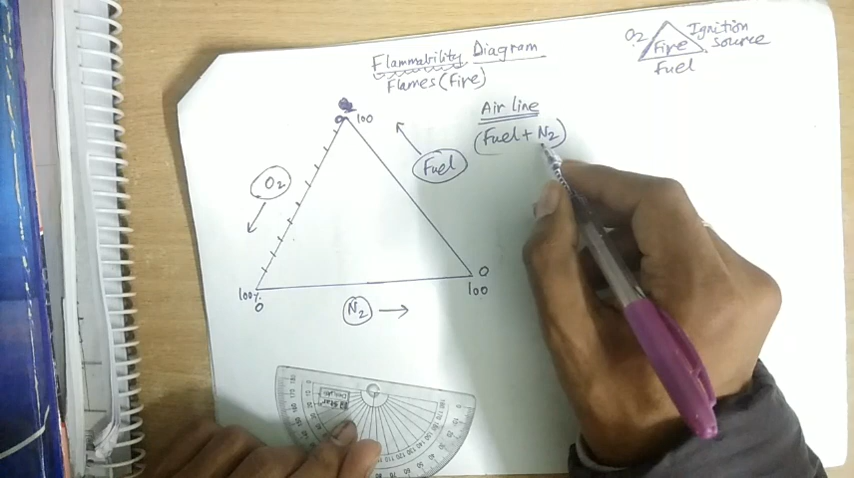 Flammability Diagram
Flames (Fire)
O2
Fire
Ignition
Source
Fuel
Air line
(Fuel + N2)
0
100
O2
Fuel
100%
0
0
100
N2